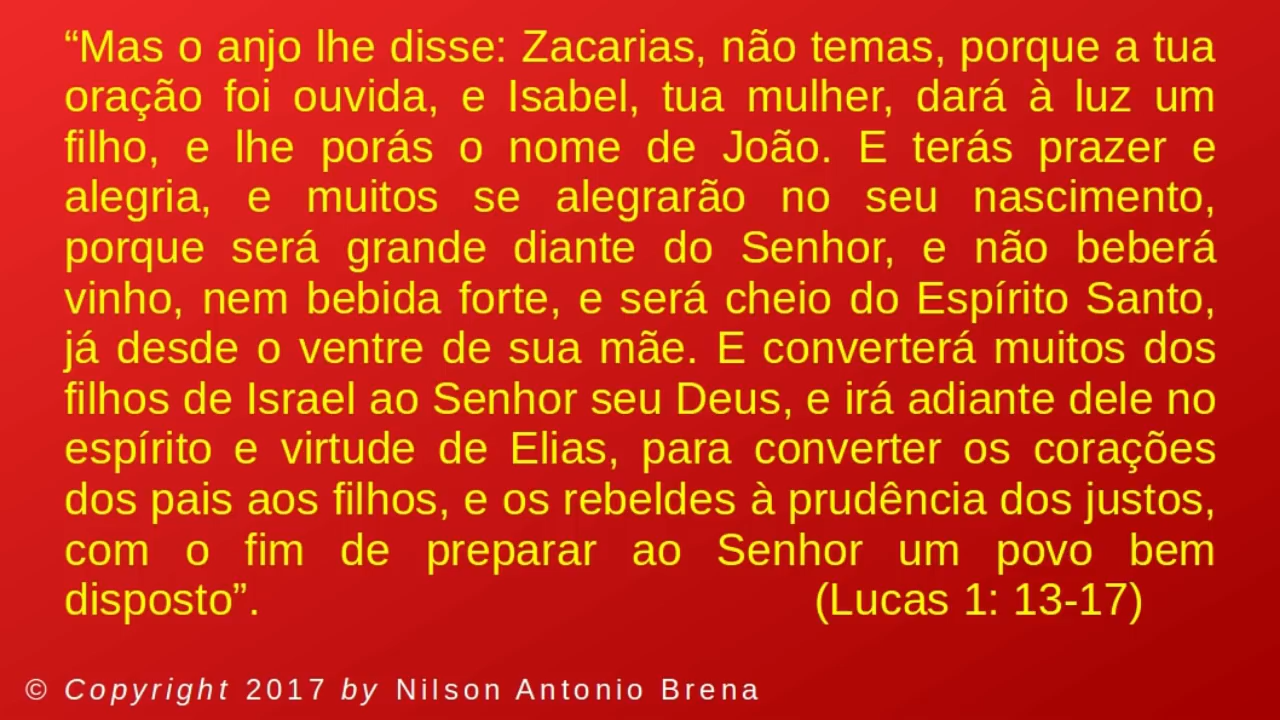 “Mas o anjo lhe disse: Zacarias, não temas, porque a tua
oração foi ouvida, e Isabel, tua mulher, dará à luz um
filho, e lhe porás o nome de João. E terás prazer e
alegria, e muitos se alegrarão no seu nascimento,
porque será grande diante do Senhor, e não beberá
vinho, nem bebida forte, e será cheio do Espírito Santo,
já desde o ventre de sua mãe. E converterá muitos dos
filhos de Israel ao Senhor seu Deus, e irá adiante dele no
espírito e virtude de Elias, para converter os corações
dos pais aos filhos, e os rebeldes à prudência dos justos,
com o fim de preparar ao Senhor um povo bem
disposto”. (Lucas 1: 13-17)
© Copyright 2017 by Nilson Antonio Brena